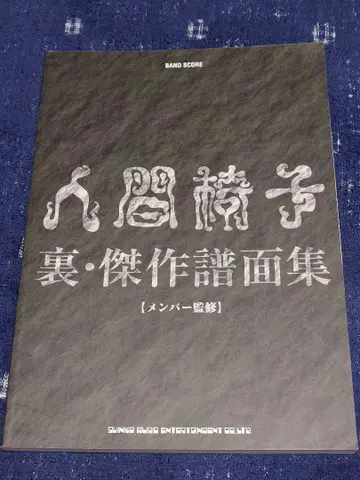 BAND SCORE
人間椅子
裏・傑作譜面集
【メンバー監修】
SHINKO MUSIC ENTERTAINMENT CO.,LTD.